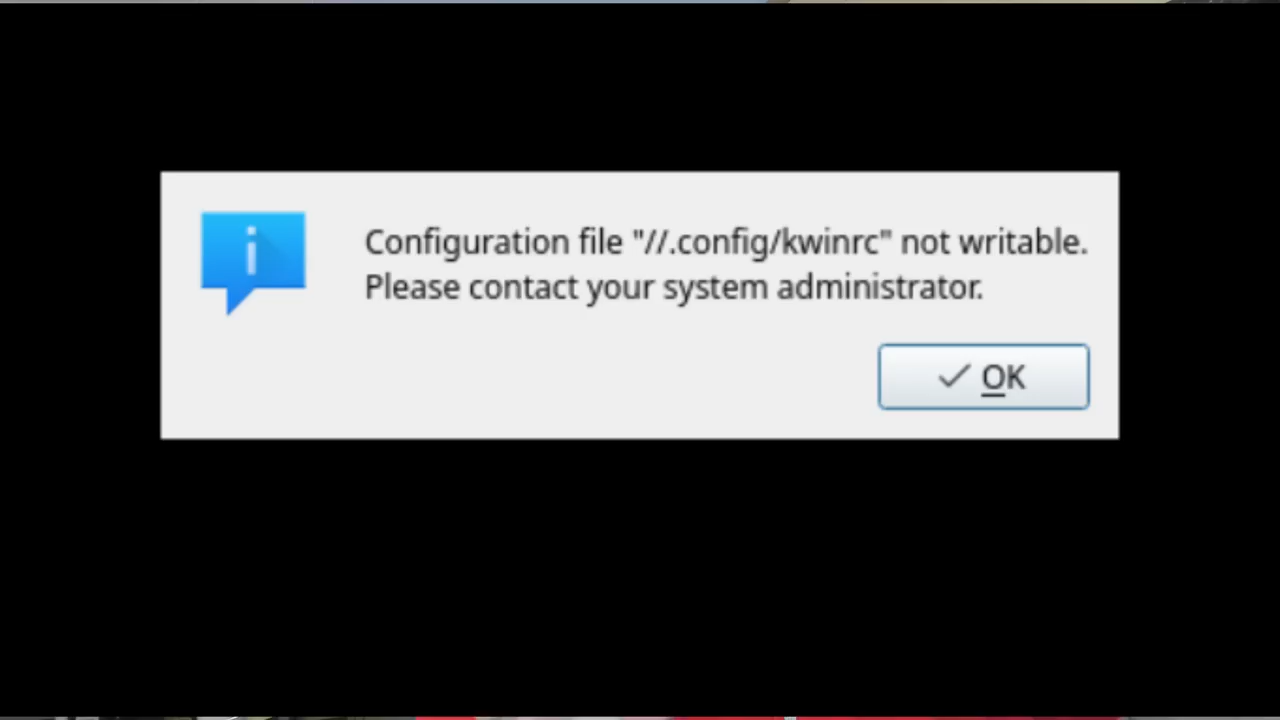 Configuration file "//.config/kwinrc" not writable.
Please contact your system administrator.
OK